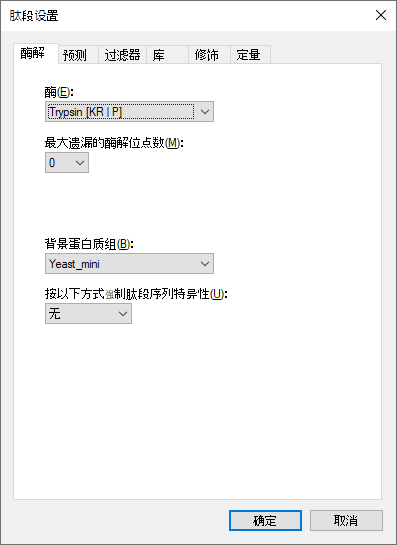 肽段设置
酶解 预测 过滤器 库 修饰 定量
酶(E):
Trypsin [KR | P]
最大遗漏的酶解位点数(M):
0
背景蛋白质组(B):
Yeast_mini
按以下方式强制肽段序列特异性(U):
无
确定 取消